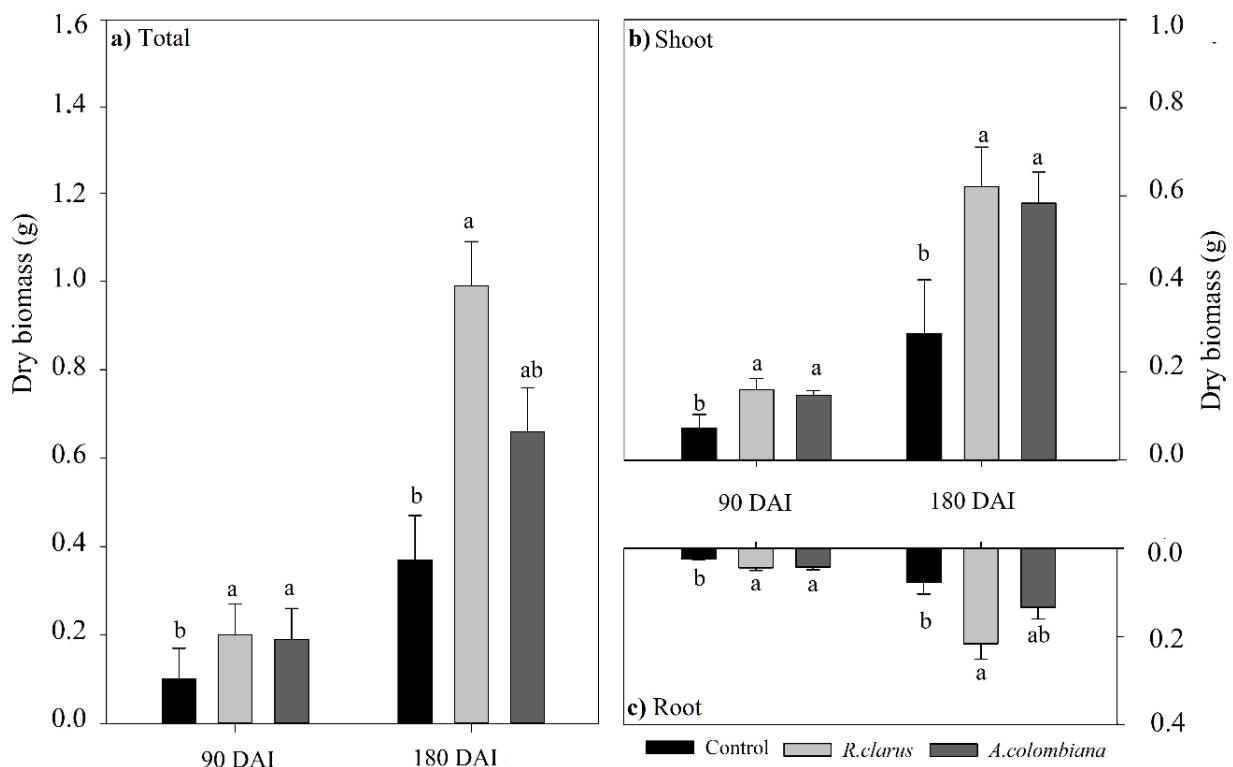 a) Total
Dry biomass (g)
1.6
1.4
1.2
1.0
0.8
0.6
0.4
0.2
0.0
b
a
a
b
a
ab
90 DAI
180 DAI
b) Shoot
Dry biomass (g)
1.0
0.8
0.6
0.4
0.2
0.0
b
a
a
b
a
a
90 DAI
180 DAI
0.0
0.2
0.4
b
a
a
b
a
ab
c) Root
Control
R.clarus
A.colombiana